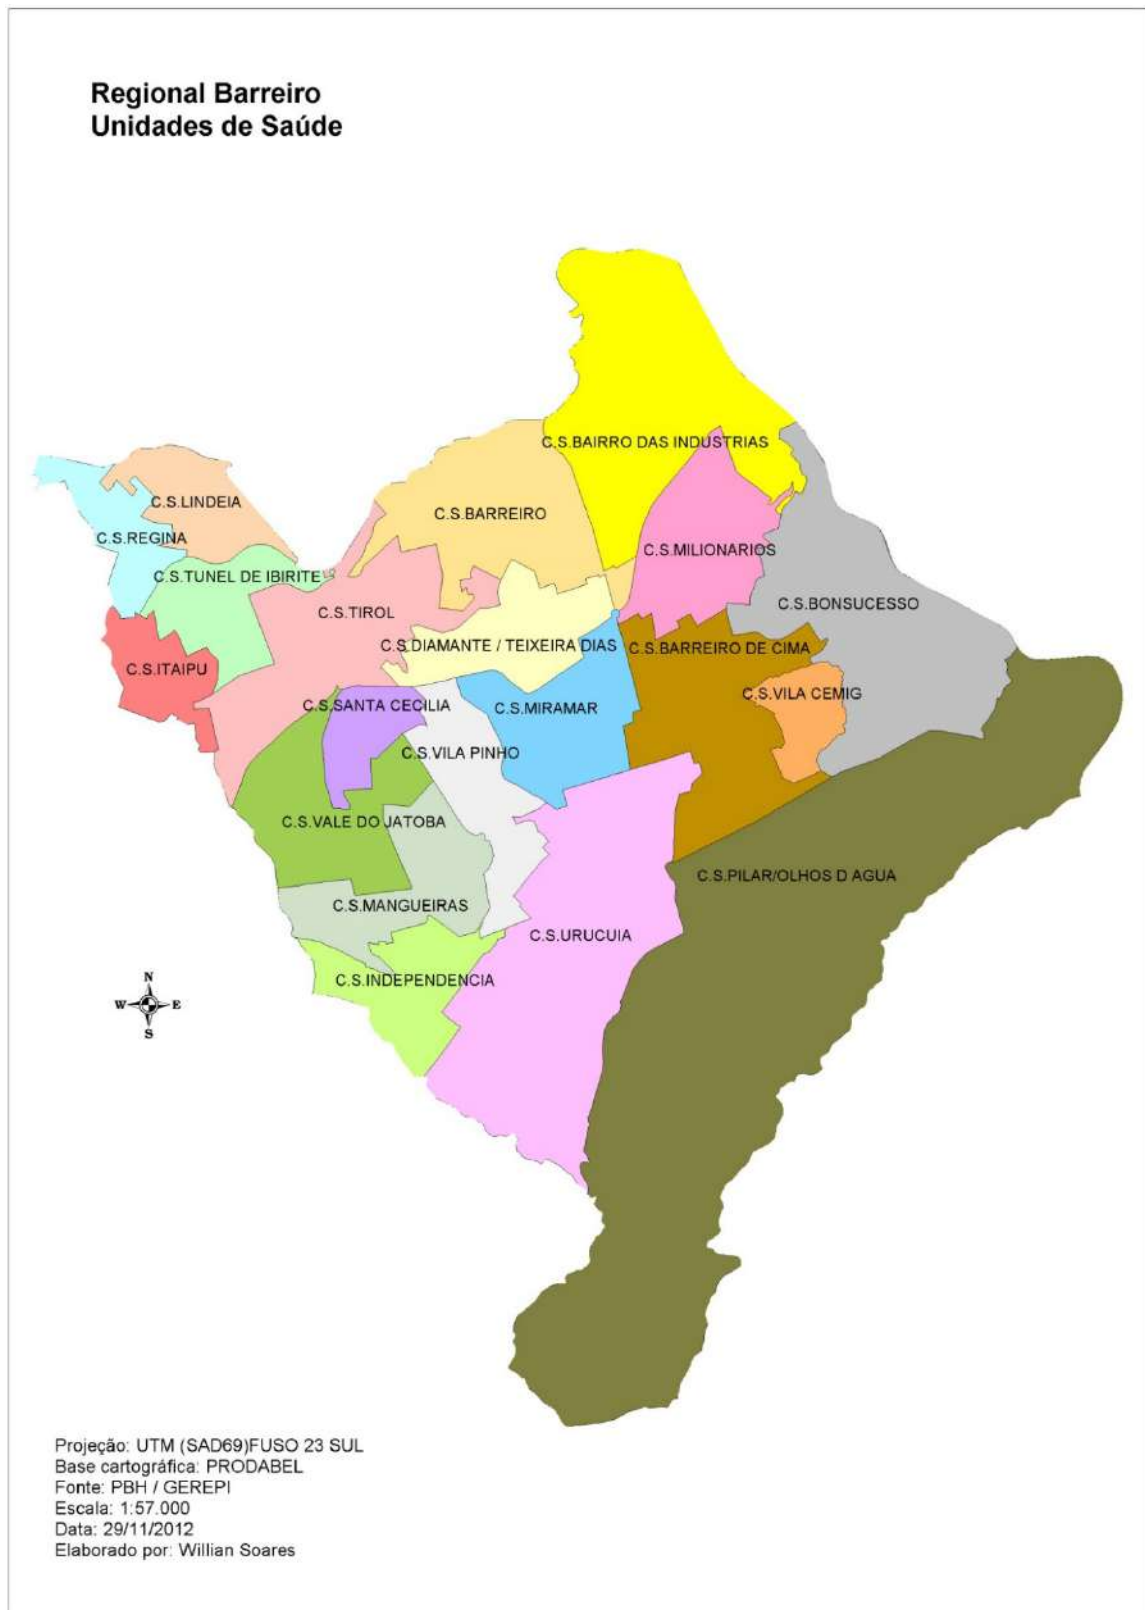 Regional Barreiro
Unidades de Saúde
C.S.BAIRRO DAS INDUSTRIAS
C.S.LINDEIA
C.S.BARREIRO
C.S.REGINA
C.S.MILIONARIOS
C.S.TUNEL DE IBIRITE
C.S.TIROL
C.S.BONSUCESSO
C.S.DIAMANTE / TEIXEIRA DIAS
C.S.BARREIRO DE CIMA
C.S.ITAIPU
C.S.VILA CEMIG
C.S.SANTA CECILIA
C.S.MIRAMAR
C.S.VILA PINHO
C.S.VALE DO JATOBA
C.S.PILAR/OLHOS D AGUA
C.S.MANGUEIRAS
C.S.URUCUIA
C.S.INDEPENDENCIA
N
W E
S
Projeção: UTM (SAD69)FUSO 23 SUL
Base cartográfica: PRODABEL
Fonte: PBH / GEREPI
Escala: 1:57.000
Data: 29/11/2012
Elaborado por: Willian Soares